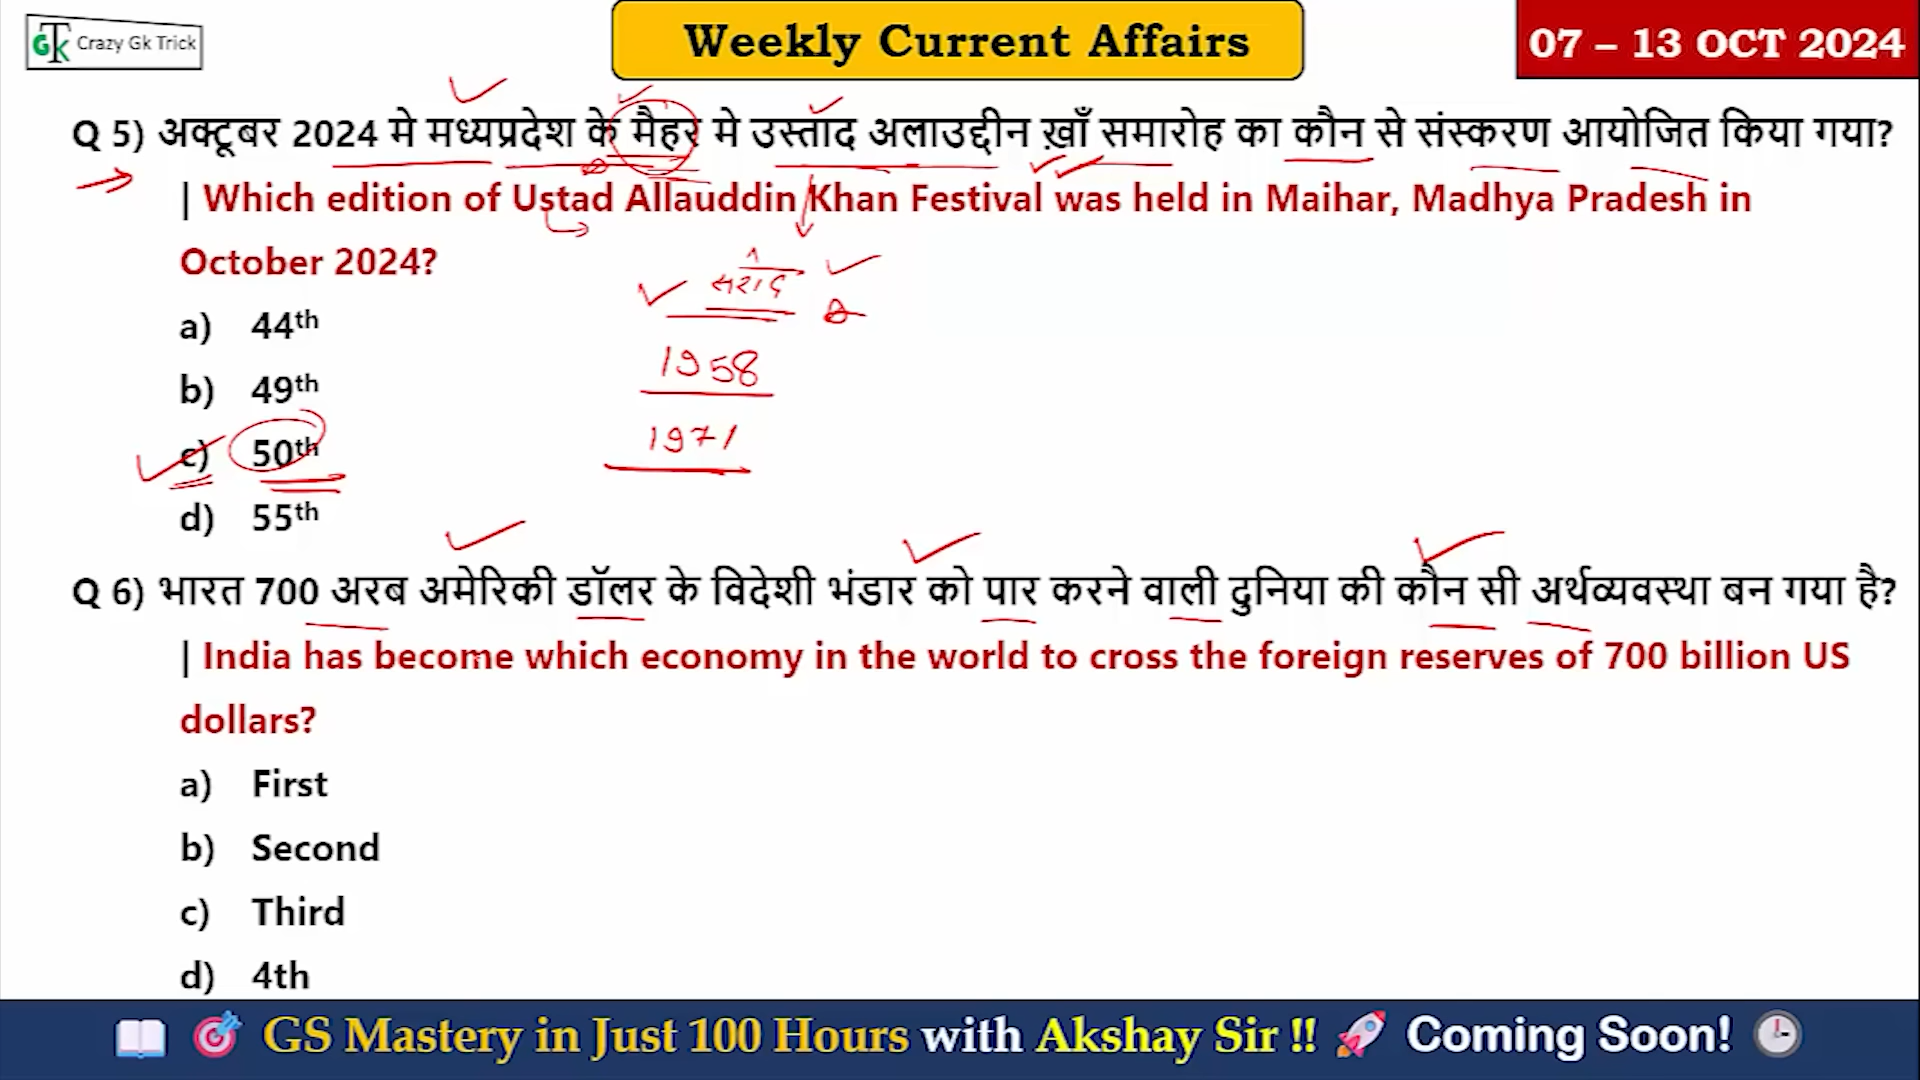 GTK Crazy Gk Trick
Weekly Current Affairs
07 – 13 OCT 2024
Q 5) अक्टूबर 2024 मे मध्यप्रदेश के मैहर मे उस्ताद अलाउद्दीन ख़ाँ समारोह का कौन से संस्करण आयोजित किया गया?
| Which edition of Ustad Allauddin Khan Festival was held in Maihar, Madhya Pradesh in
October 2024?
a) 44th
b) 49th
c) 50th
d) 55th
सरोद
1958
1971
Q 6) भारत 700 अरब अमेरिकी डॉलर के विदेशी भंडार को पार करने वाली दुनिया की कौन सी अर्थव्यवस्था बन गया है?
| India has become which economy in the world to cross the foreign reserves of 700 billion US
dollars?
a) First
b) Second
c) Third
d) 4th
GS Mastery in Just 100 Hours with Akshay Sir !! Coming Soon!